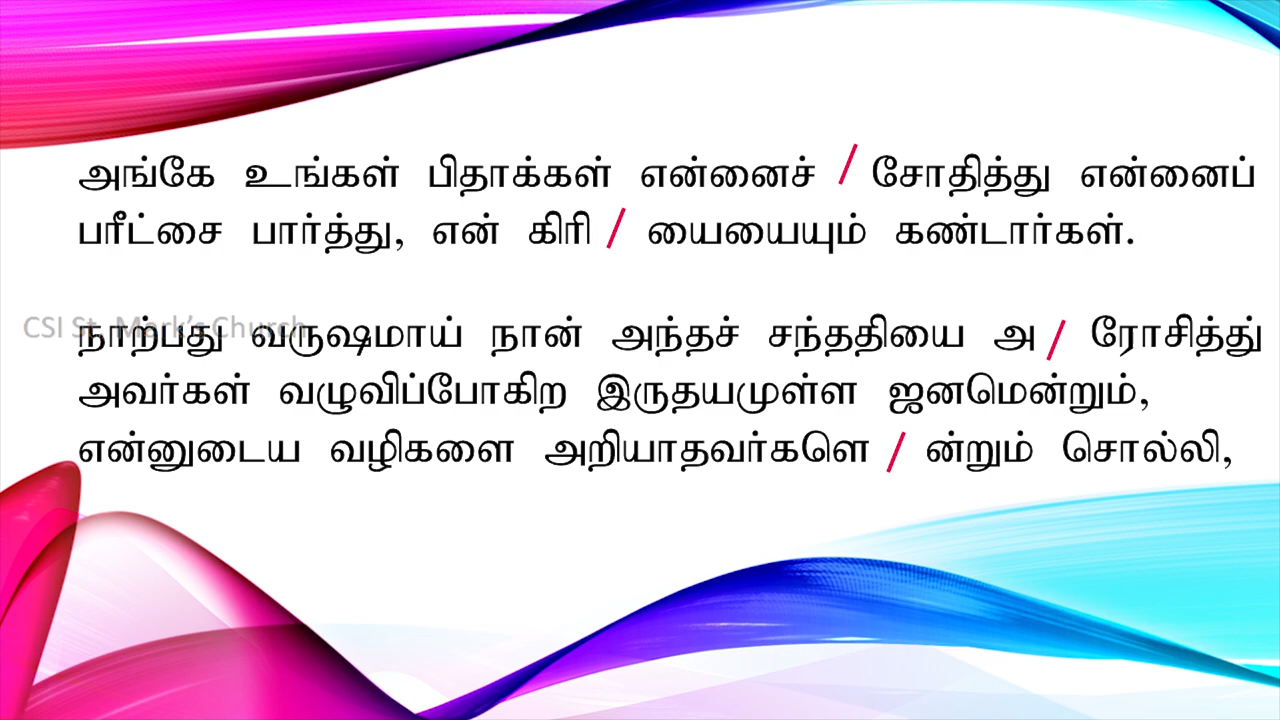 அங்கே உங்கள் பிதாக்கள் என்னைச் / சோதித்து என்னைப்
பரீட்சை பார்த்து, என் கிரி / யையையும் கண்டார்கள்.
CSI St. Mark's Church
நாற்பது வருஷமாய் நான் அந்தச் சந்ததியை அ / ரோசித்து்
அவர்கள் வழுவிப்போகிற இருதயமுள்ள ஜனமென்றும்,
என்னுடைய வழிகளை அறியாதவர்களெ / ன்றும் சொல்லி,